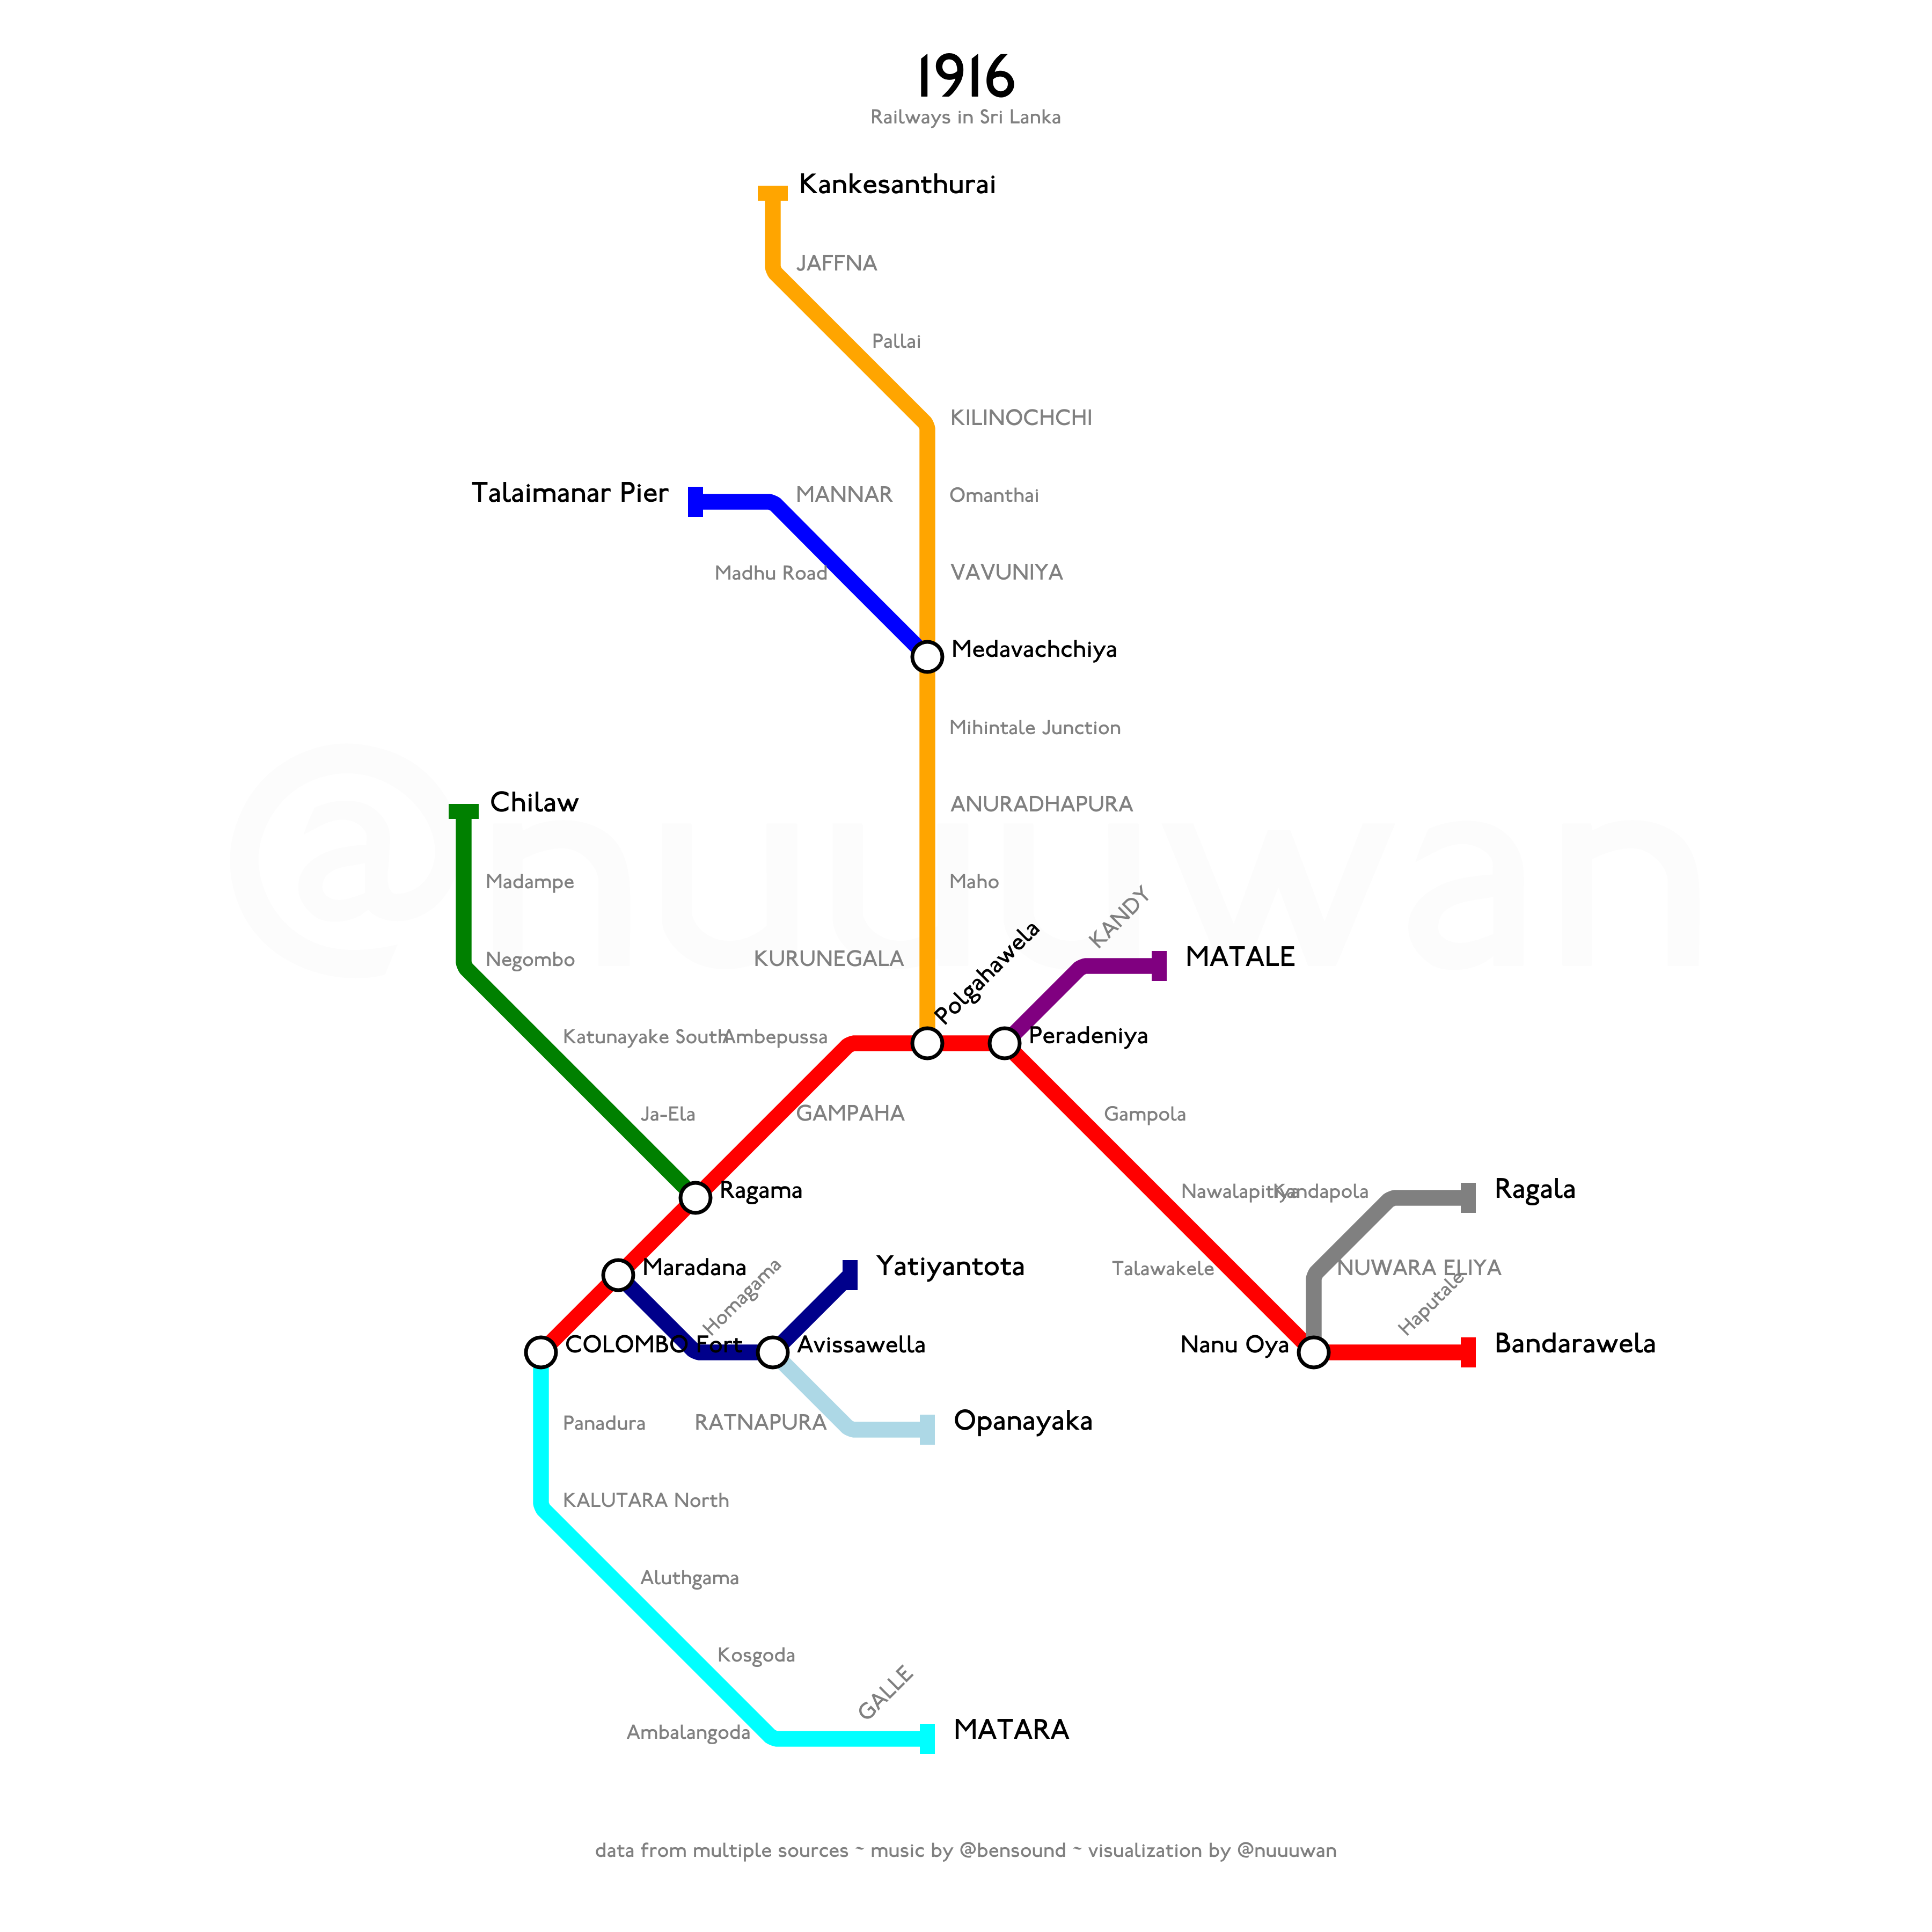 1916
Railways in Sri Lanka
Kankesanthurai
JAFFNA
Pallai
KILINOCHCHI
Talaimanar Pier
MANNAR
Omanthai
Madhu Road
VAVUNIYA
Medavachchiya
Mihintale Junction
@nuuuwan
Chilaw
ANURADHAPURA
Madampe
Maho
KANDY
Negombo
KURUNEGALA
Polgahawela
MATALE
Katunayake South
Ambepussa
Peradeniya
Ja-Ela
GAMPAHA
Gampola
Ragama
Nawalapitiya
Kandapola
Ragala
Maradana
Homagama
Yatiyantota
Talawakele
NUWARA ELIYA
Haputale
COLOMBO Fort
Avissawella
Nanu Oya
Bandarawela
Panadura
RATNAPURA
Opanayaka
KALUTARA North
Aluthgama
Kosgoda
GALLE
Ambalangoda
MATARA
data from multiple sources ~ music by @bensound ~ visualization by @nuuuwan